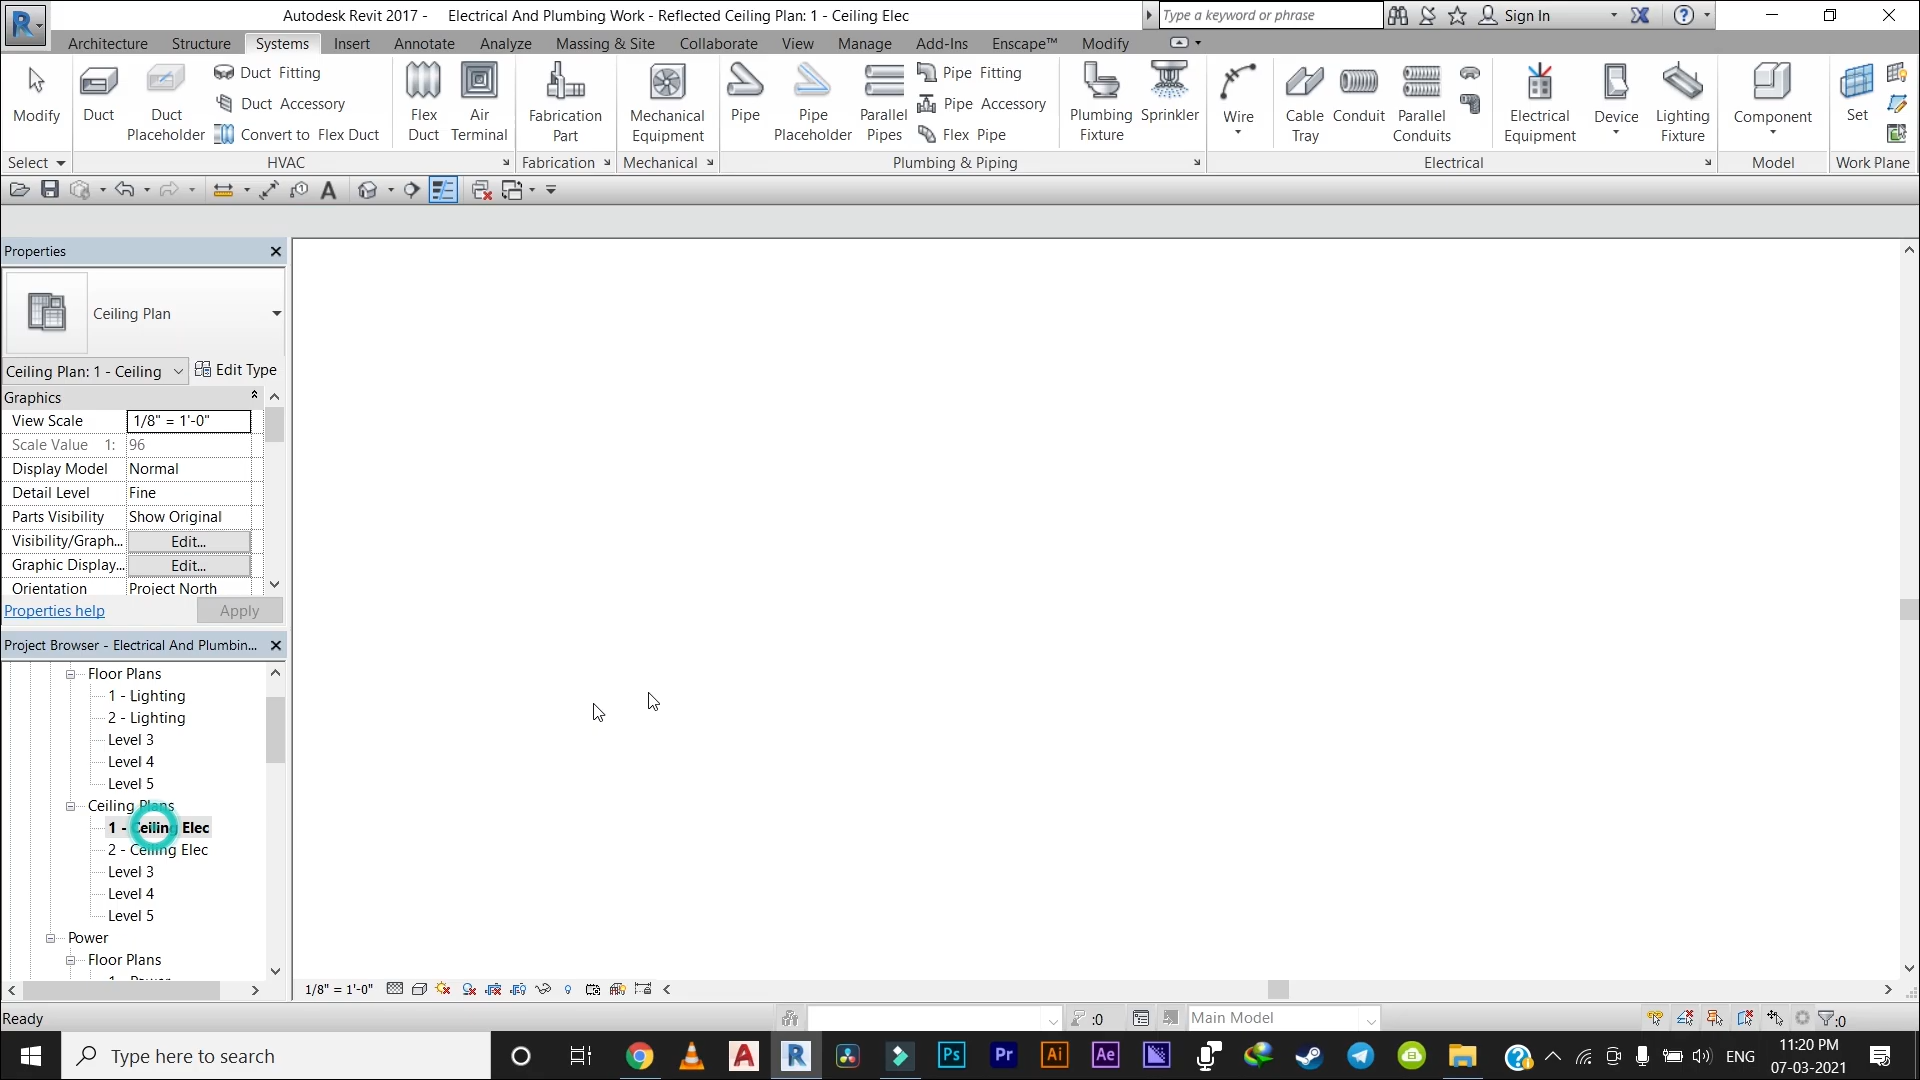 Autodesk Revit 2017 - Electrical And Plumbing Work - Reflected Ceiling Plan: 1 - Ceiling Elec
Type a keyword or phrase
Sign In
Architecture Structure Systems Insert Annotate Analyze Massing & Site Collaborate View Manage Add-Ins Enscape™ Modify
Modify
Duct
Duct Placeholder
Duct Fitting
Duct Accessory
Convert to Flex Duct
Flex Duct
Air Terminal
Fabrication Part
Mechanical Equipment
Pipe
Pipe Placeholder
Parallel Pipes
Pipe Fitting
Pipe Accessory
Flex Pipe
Plumbing Fixture
Sprinkler
Wire
Cable Tray
Conduit
Parallel Conduits
Electrical Equipment
Device
Lighting Fixture
Component
Set
Select HVAC Fabrication Mechanical Plumbing & Piping Electrical Model Work Plane
Properties
Ceiling Plan
Ceiling Plan: 1 - Ceiling
Edit Type
Graphics
View Scale 1/8" = 1'-0"
Scale Value 1: 96
Display Model Normal
Detail Level Fine
Parts Visibility Show Original
Visibility/Graph... Edit...
Graphic Display... Edit...
Orientation Project North
Properties help Apply
Project Browser - Electrical And Plumbin...
Floor Plans
1 - Lighting
2 - Lighting
Level 3
Level 4
Level 5
Ceiling Plans
1 - Ceiling Elec
2 - Ceiling Elec
Level 3
Level 4
Level 5
Power
Floor Plans
1 - Power
1/8" = 1'-0"
Ready
:0
Main Model
:0
Type here to search
ENG
11:20 PM
07-03-2021